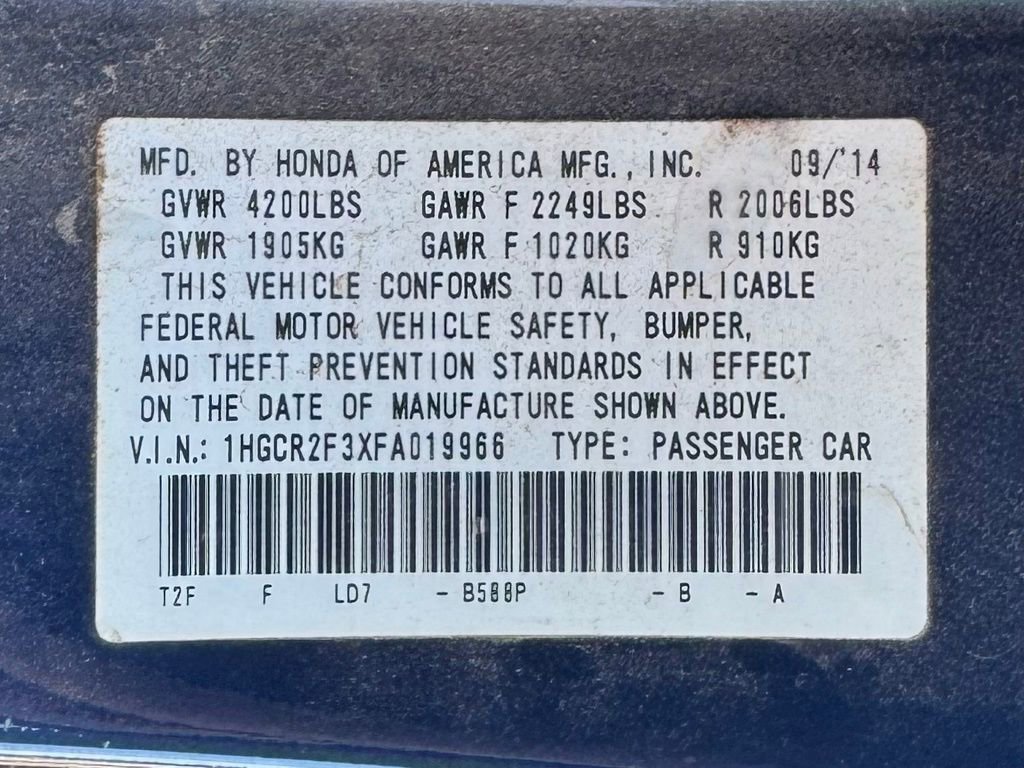 MFD. BY HONDA OF AMERICA MFG., INC. 09/'14
GVWR 4200LBS GAWR F 2249LBS R 2006LBS
GVWR 1905KG GAWR F 1020KG R 910KG
THIS VEHICLE CONFORMS TO ALL APPLICABLE
FEDERAL MOTOR VEHICLE SAFETY, BUMPER,
AND THEFT PREVENTION STANDARDS IN EFFECT
ON THE DATE OF MANUFACTURE SHOWN ABOVE.
V.I.N.: 1HGCR2F3XFA019966 TYPE: PASSENGER CAR
T2F F LD7 - B588P - B - A